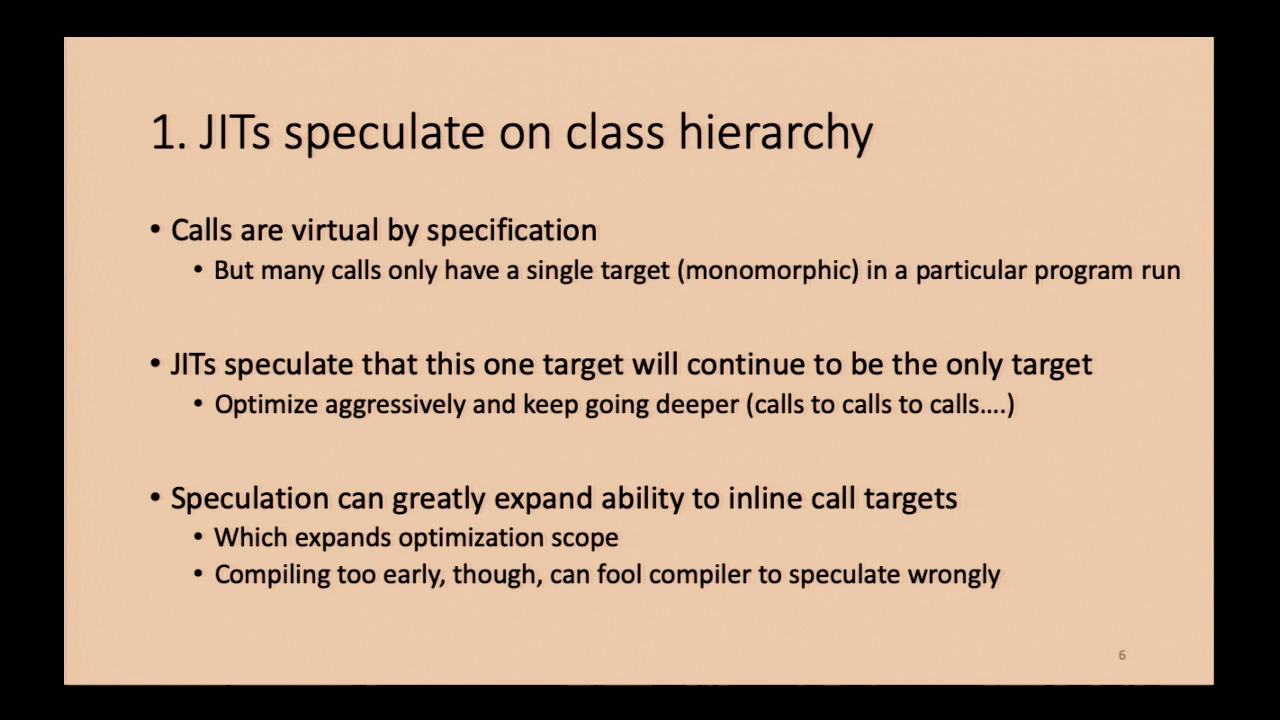 1. JITs speculate on class hierarchy
• Calls are virtual by specification
• But many calls only have a single target (monomorphic) in a particular program run
• JITs speculate that this one target will continue to be the only target
• Optimize aggressively and keep going deeper (calls to calls to calls….)
• Speculation can greatly expand ability to inline call targets
• Which expands optimization scope
• Compiling too early, though, can fool compiler to speculate wrongly
6